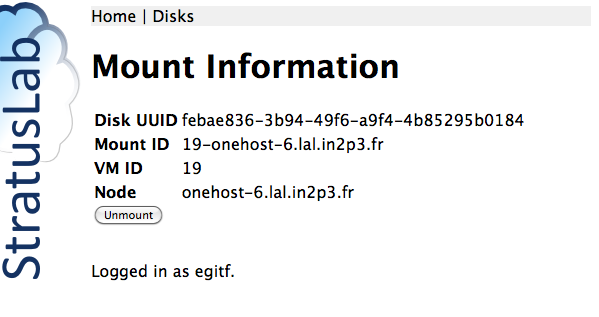 StratusLab
Home | Disks
Mount Information
Disk UUID febae836-3b94-49f6-a9f4-4b85295b0184
Mount ID 19-onehost-6.lal.in2p3.fr
VM ID 19
Node onehost-6.lal.in2p3.fr
Unmount
Logged in as egitf.